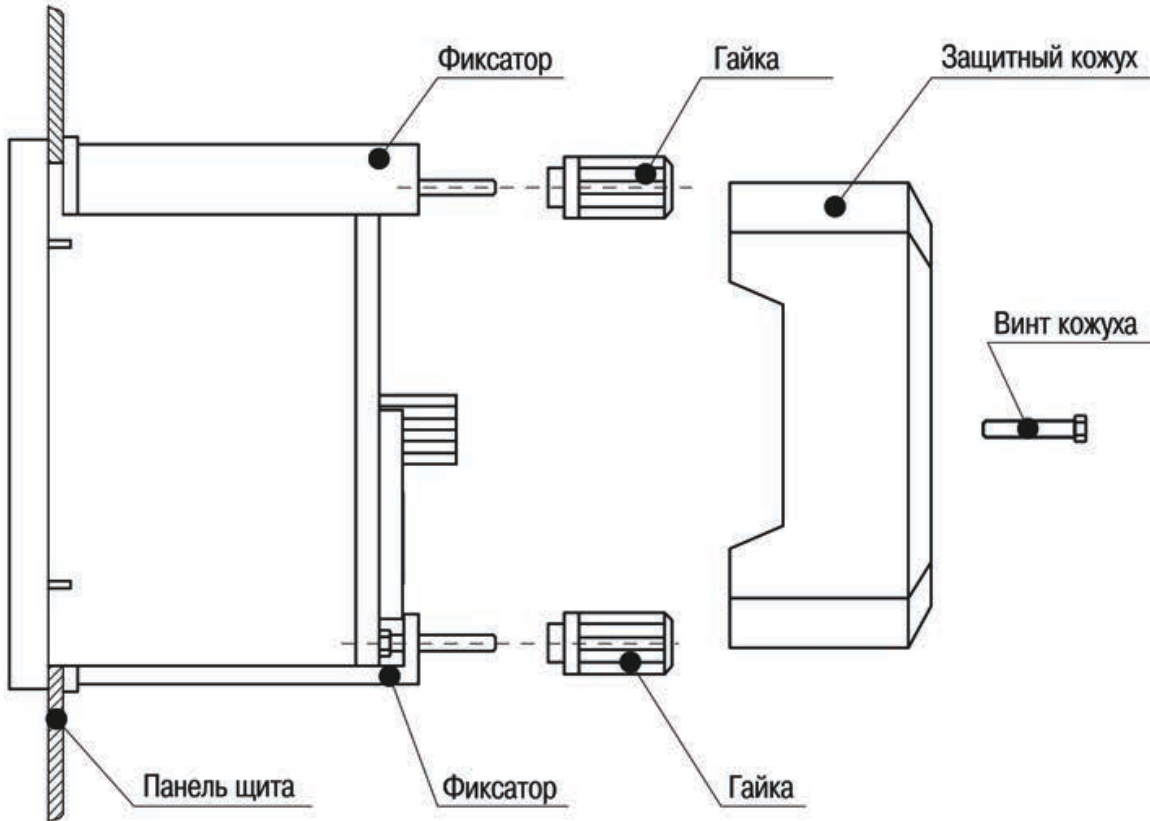 Фиксатор
Гайка
Защитный кожух
Винт кожуха
Панель щита
Фиксатор
Гайка